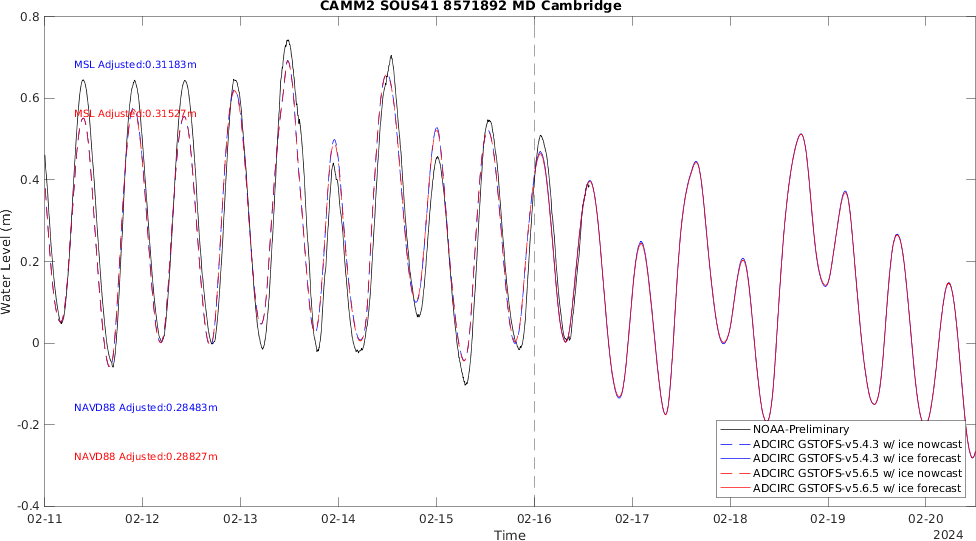 CAMM2 SOUS41 8571892 MD Cambridge
0.8
0.6
0.4
0.2
0
-0.2
-0.4
Water Level (m)
MSL Adjusted:0.31183m
MSL Adjusted:0.31527m
NAVD88 Adjusted:0.28483m
NAVD88 Adjusted:0.28827m
NOAA-Preliminary
ADCIRC GSTOFS-v5.4.3 w/ ice nowcast
ADCIRC GSTOFS-v5.4.3 w/ ice forecast
ADCIRC GSTOFS-v5.6.5 w/ ice nowcast
ADCIRC GSTOFS-v5.6.5 w/ ice forecast
02-11 02-12 02-13 02-14 02-15 02-16 02-17 02-18 02-19 02-20
Time
2024